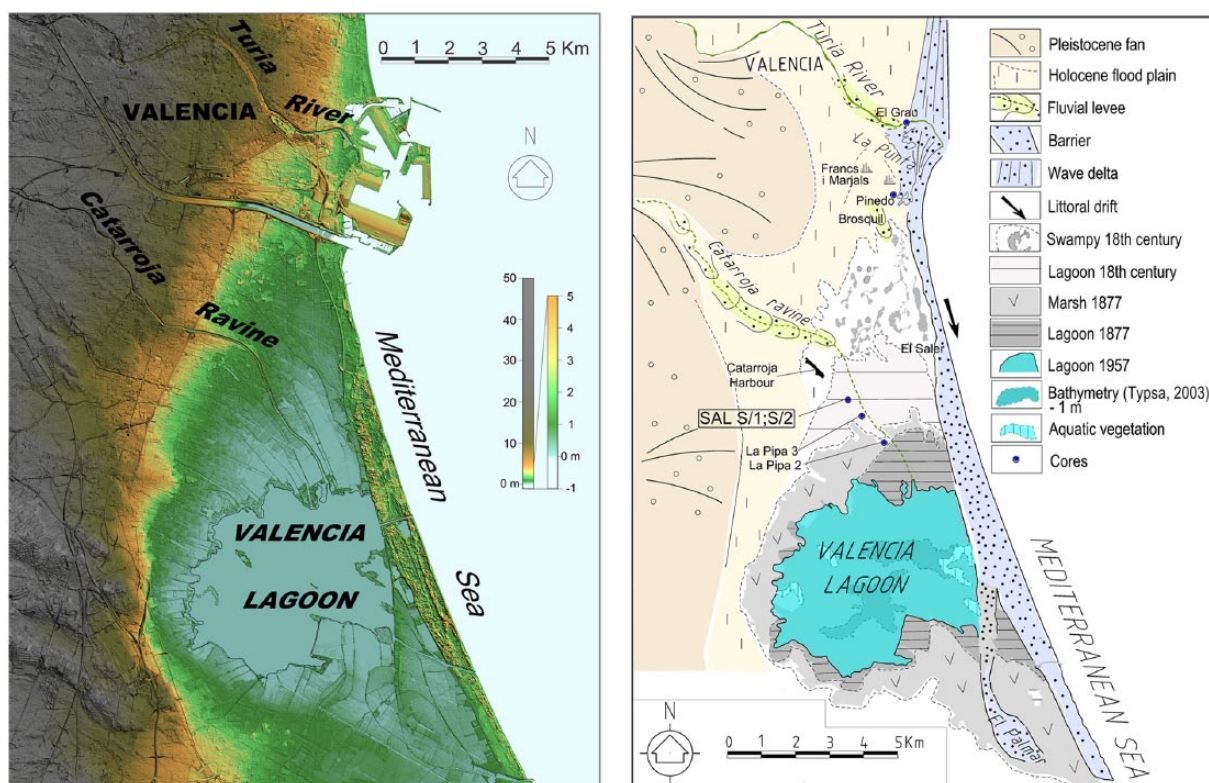 Turia
River
VALENCIA
0 1 2 3 4 5 Km
N
Catarroja
Ravine
50
40
30
20
10
0 m
5
4
3
2
1
0 m
-1
Mediterranean
Sea
VALENCIA
LAGOON
Turia River
VALENCIA
El Grau
La Punta
Francs
i Marjals
Pinedo
Brosquil
Catarroja ravine
El Saler
Catarroja
Harbour
SAL S/1;S/2
La Pipa 3
La Pipa 2
VALENCIA
LAGOON
MEDITERRANEAN SEA
El Palmar
N
0 1 2 3 4 5Km
Pleistocene fan
Holocene flood plain
Fluvial levee
Barrier
Wave delta
Littoral drift
Swampy 18th century
Lagoon 18th century
Marsh 1877
Lagoon 1877
Lagoon 1957
Bathymetry (Typsa, 2003)
- 1 m
Aquatic vegetation
Cores